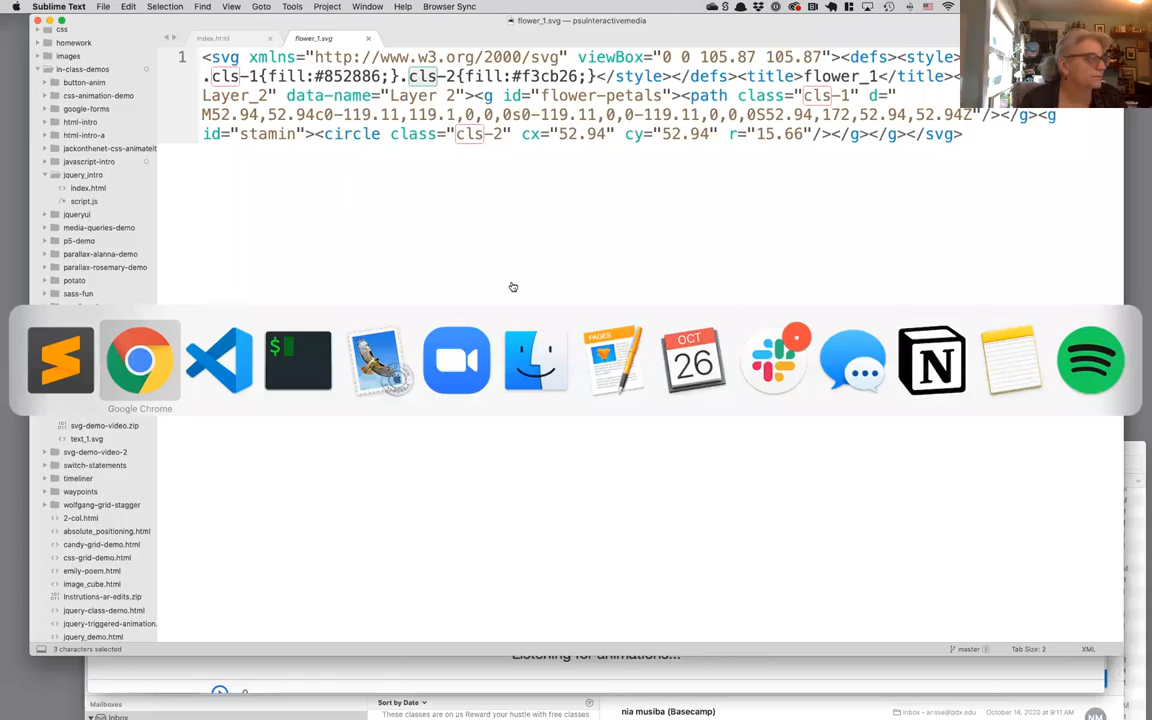 Sublime Text File Edit Selection Find View Goto Tools Project Window Help Browser Sync
flower_1.svg — psuinteractivemedia
index.html
flower_1.svg
css
homework
images
in-class-demos
button-anim
css-animation-demo
google-forms
html-intro
html-intro-a
jackonthenet-css-animateit
javascript-intro
jquery_intro
index.html
script.js
jqueryui
media-queries-demo
p5-demo
parallax-alanna-demo
parallax-rosemary-demo
potato
sass-fun
1 <svg xmlns="http://www.w3.org/2000/svg" viewBox="0 0 105.87 105.87"><defs><style>
.cls-1{fill:#852886;}.cls-2{fill:#f3cb26;}</style></defs><title>flower_1</title>
Layer_2" data-name="Layer 2"><g id="flower-petals"><path class="cls-1" d="
M52.94,52.94c0-119.11,119.1,0,0,0s0-119.11,0,0-119.11,0,0,0S52.94,172,52.94,52.94Z"/></g><g
id="stamin"><circle class="cls-2" cx="52.94" cy="52.94" r="15.66"/></g></g></svg>
$
PAGES
OCT
26
N
Google Chrome
svg-demo-video.zip
text_1.svg
svg-demo-video-2
switch-statements
timeliner
waypoints
wolfgang-grid-stagger
2-col.html
absolute_positioning.html
candy-grid-demo.html
css-grid-demo.html
emily-poem.html
image_cube.html
Instrutions-ar-edits.zip
jquery-class-demo.html
jquery-triggered-animation.
jquery_demo.html
3 characters selected
master 3
Tab Size: 2
XML
Listening for animations...
Mailboxes
Inbox
Sort by Date
These classes are on us Reward your hustle with free classes
nia musiba (Basecamp)
Inbox - arisse@pdx.edu October 14, 2020 at 9:11 AM
NM